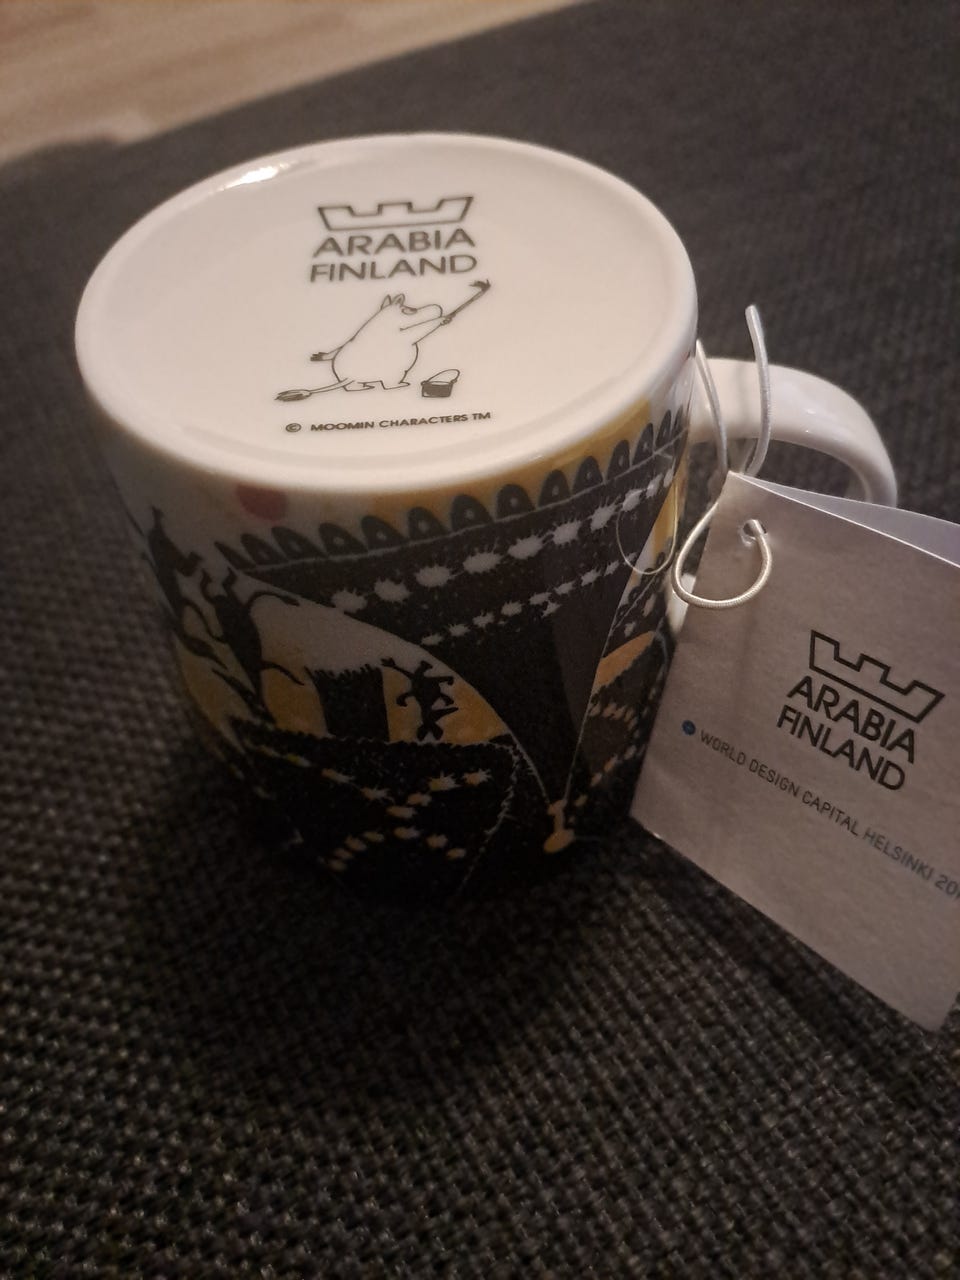 ARABIA
FINLAND
© MOOMIN CHARACTERS TM
ARABIA
FINLAND
WORLD DESIGN CAPITAL HELSINKI